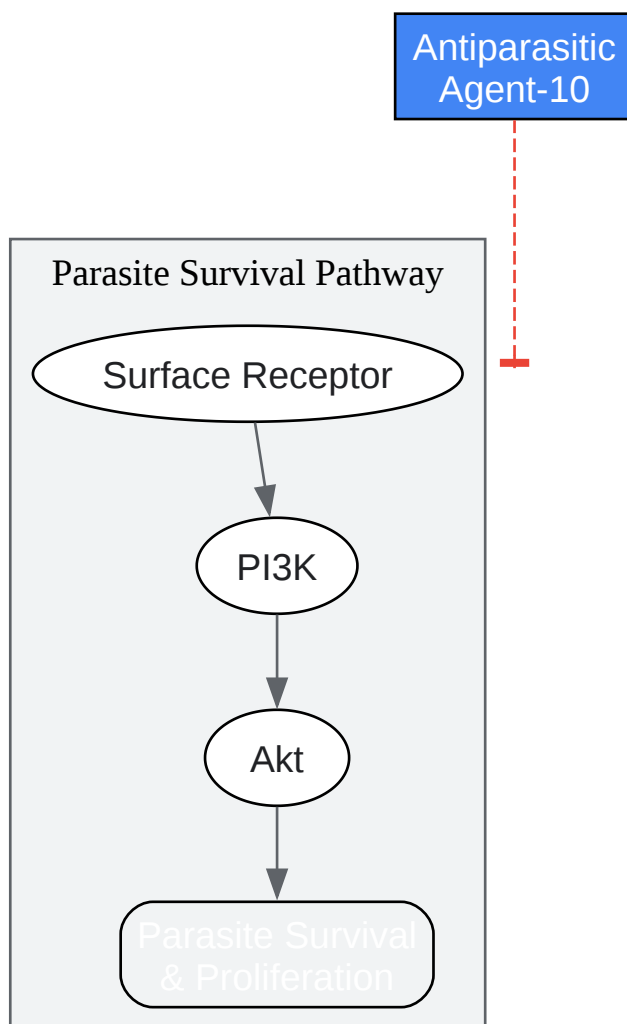 Antiparasitic
Agent-10
Parasite Survival Pathway
Surface Receptor
PI3K
Akt
Parasite Survival
& Proliferation